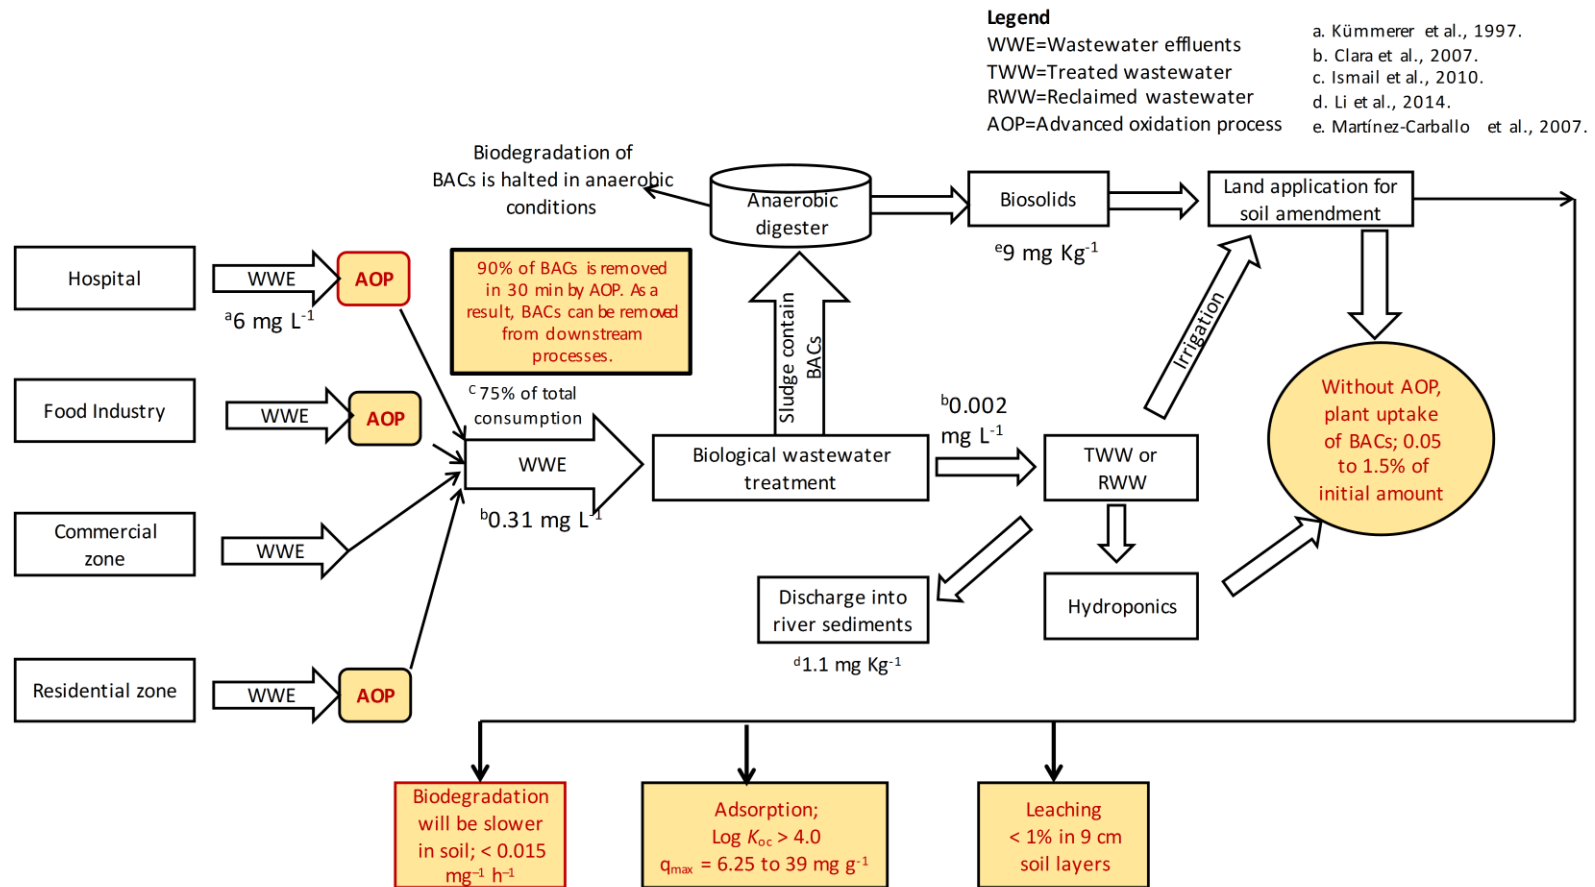 Legend
WWE=Wastewater effluents
TWW=Treated wastewater
RWW=Reclaimed wastewater
AOP=Advanced oxidation process
a. Kümmerer et al., 1997.
b. Clara et al., 2007.
c. Ismail et al., 2010.
d. Li et al., 2014.
e. Martínez-Carballo et al., 2007.
Biodegradation of
BACs is halted in anaerobic
conditions
Anaerobic
digester
Biosolids
e9 mg Kg-1
Land application for
soil amendment
Hospital
WWE
AOP
a6 mg L-1
90% of BACs is removed
in 30 min by AOP. As a
result, BACs can be removed
from downstream
processes.
Sludge contain
BACs
Irrigation
Food Industry
WWE
AOP
C 75% of total
consumption
WWE
b0.31 mg L-1
Biological wastewater
treatment
b0.002
mg L-1
TWW or
RWW
Without AOP,
plant uptake
of BACs; 0.05
to 1.5% of
initial amount
Commercial
zone
WWE
Discharge into
river sediments
d1.1 mg Kg-1
Hydroponics
Residential zone
WWE
AOP
Biodegradation
will be slower
in soil; < 0.015
mg-1 h-1
Adsorption;
Log Koc > 4.0
qmax = 6.25 to 39 mg g-1
Leaching
< 1% in 9 cm
soil layers